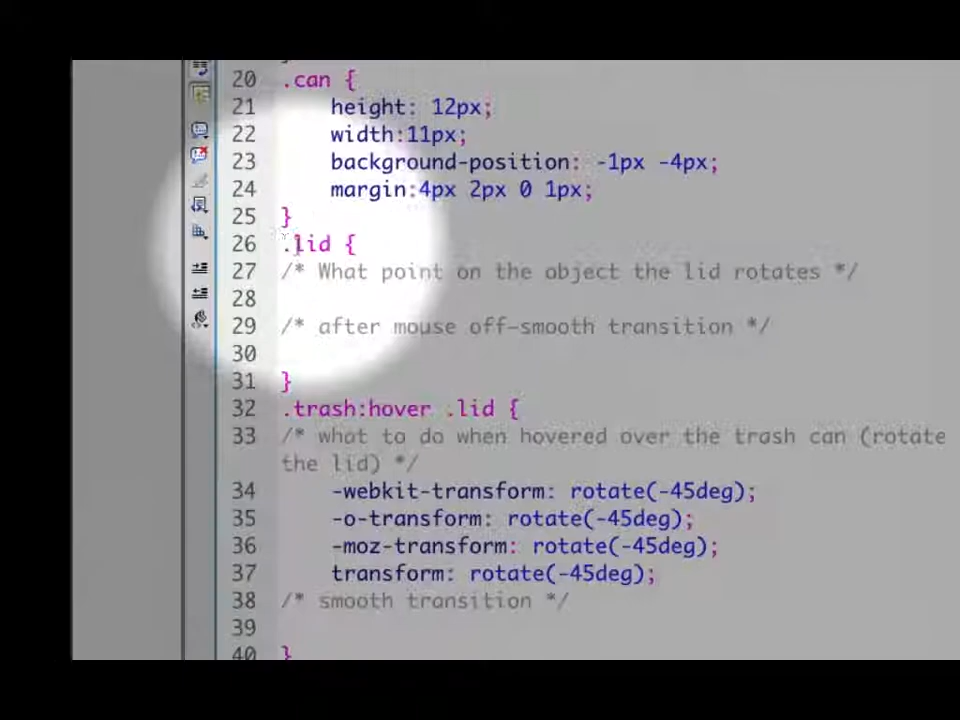 20 .can {
21 height: 12px;
22 width:11px;
23 background-position: -1px -4px;
24 margin:4px 2px 0 1px;
25 }
26 .lid {
27 /* What point on the object the lid rotates */
28
29 /* after mouse off-smooth transition */
30
31 }
32 .trash:hover .lid {
33 /* what to do when hovered over the trash can (rotate
the lid) */
34 -webkit-transform: rotate(-45deg);
35 -o-transform: rotate(-45deg);
36 -moz-transform: rotate(-45deg);
37 transform: rotate(-45deg);
38 /* smooth transition */
39
40 }